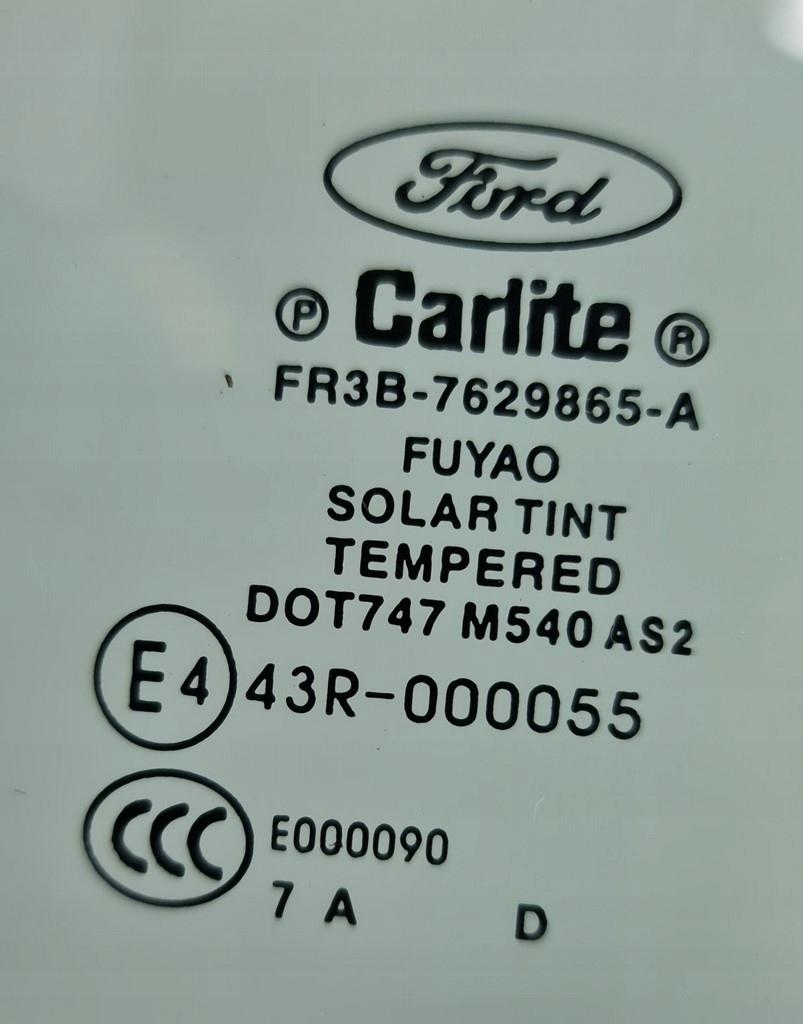 Ford
Ⓟ Carlite ®
FR3B-7629865-A
FUYAO
SOLAR TINT
TEMPERED
DOT747 M540 AS2
E4 43R-000055
CCC E000090
7 A D